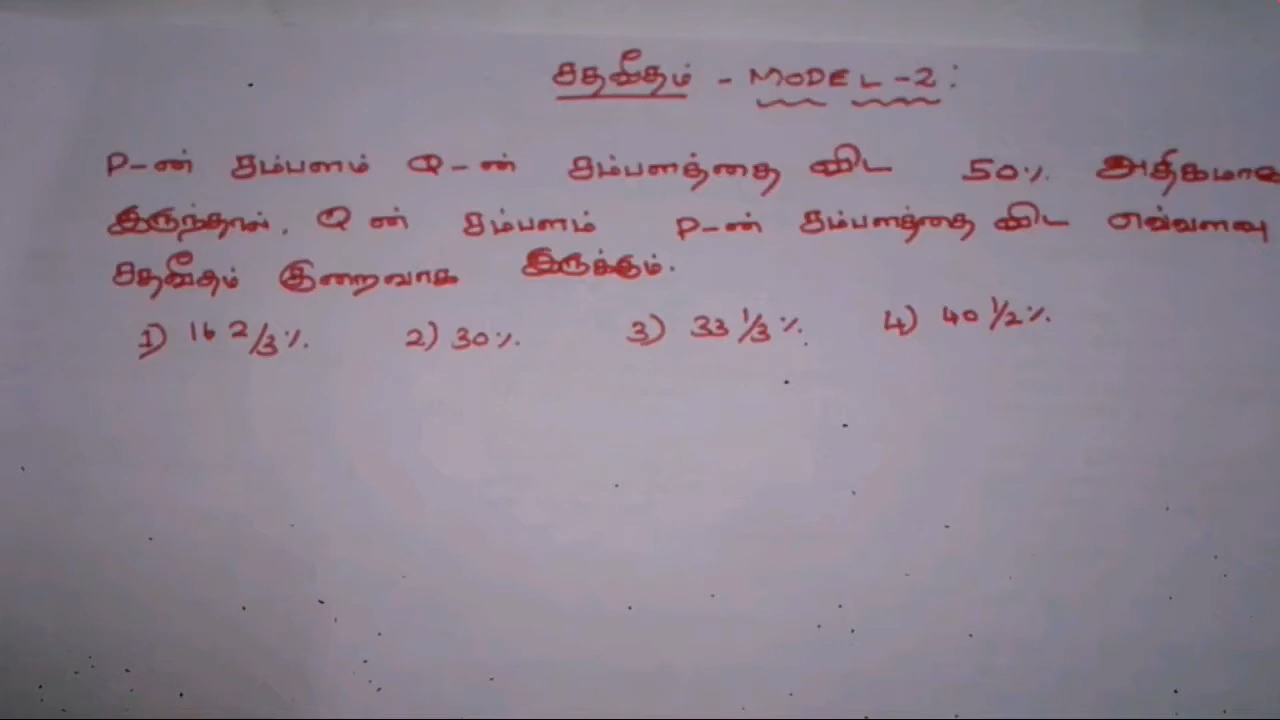 சதவீதம் - MODEL - 2 :
P-ன் சம்பளம் Q-ன் சம்பளத்தை விட 50% அதிகமாக
இருந்தால், Q ன் சம்பளம் P-ன் சம்பளத்தை விட எவ்வளவு
சதவீதம் குறைவாக இருக்கும்.
1) 16 2/3% 2) 30% 3) 33 1/3% 4) 40 1/2%